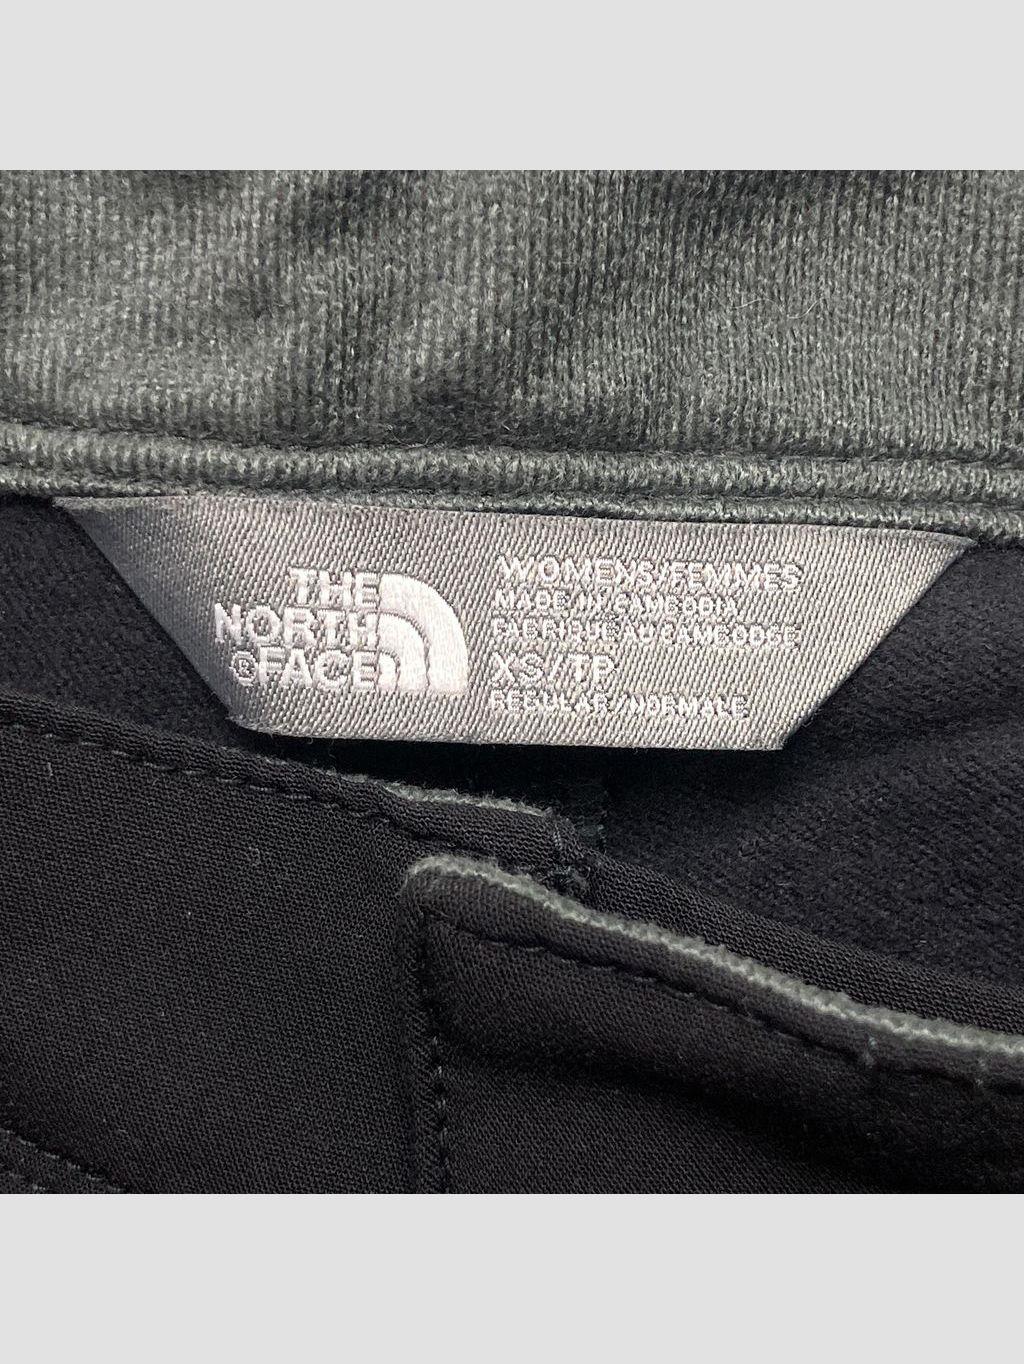 THE
NORTH
® FACE
WOMENS/FEMMES
MADE IN CAMBODIA
FABRIQUE AU CAMBODGE
XS/TP
REGULAR/NORMALE